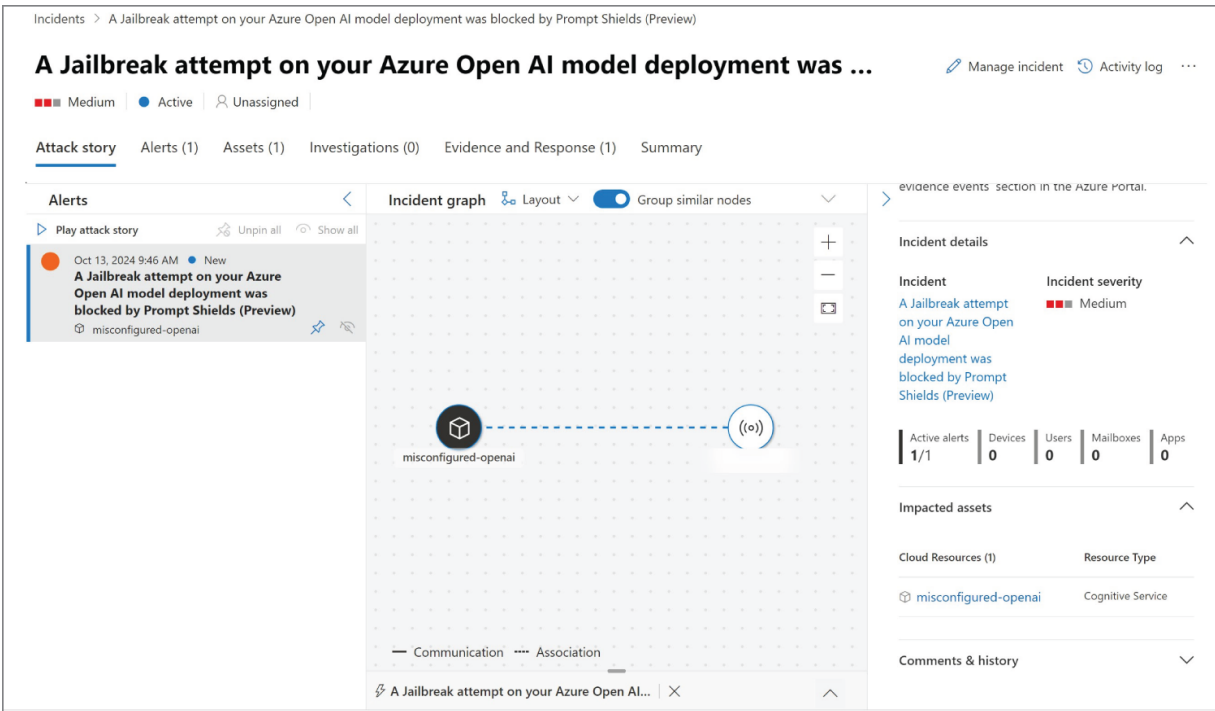 Incidents > A Jailbreak attempt on your Azure Open AI model deployment was blocked by Prompt Shields (Preview)
A Jailbreak attempt on your Azure Open AI model deployment was ...
Manage incident
Activity log
Medium
Active
Unassigned
Attack story
Alerts (1)
Assets (1)
Investigations (0)
Evidence and Response (1)
Summary
Alerts
Play attack story
Unpin all
Show all
Oct 13, 2024 9:46 AM
New
A Jailbreak attempt on your Azure
Open AI model deployment was
blocked by Prompt Shields (Preview)
misconfigured-openai
Incident graph
Layout
Group similar nodes
misconfigured-openai
Communication
Association
A Jailbreak attempt on your Azure Open AI...
evidence events' section in the Azure Portal.
Incident details
Incident
A Jailbreak attempt
on your Azure Open
AI model
deployment was
blocked by Prompt
Shields (Preview)
Incident severity
Medium
Active alerts
1/1
Devices
0
Users
0
Mailboxes
0
Apps
0
Impacted assets
Cloud Resources (1)
Resource Type
misconfigured-openai
Cognitive Service
Comments & history